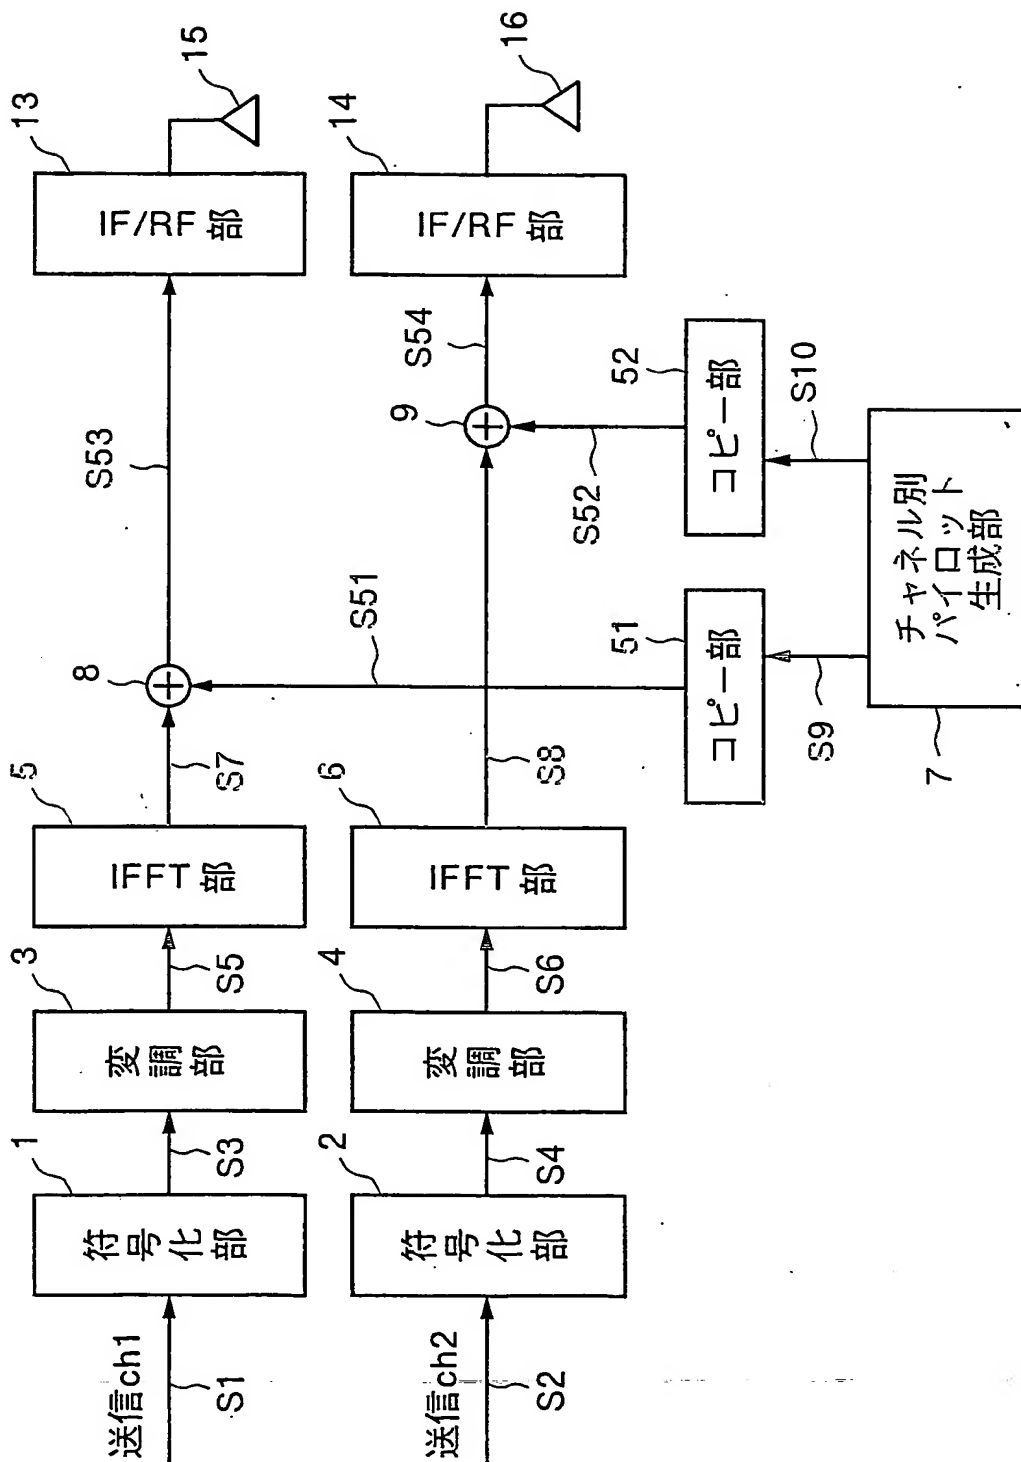 送信ch1
S1
1
符号化部
S3
3
変調部
S5
5
IFFT 部
S7
8
S53
13
IF/RF 部
15
送信ch2
S2
2
符号化部
S4
4
変調部
S6
6
IFFT 部
S8
9
S54
14
IF/RF 部
16
S51
S52
51
コピー部
52
コピー部
S9
S10
7
チャネル別
パイロット
生成部